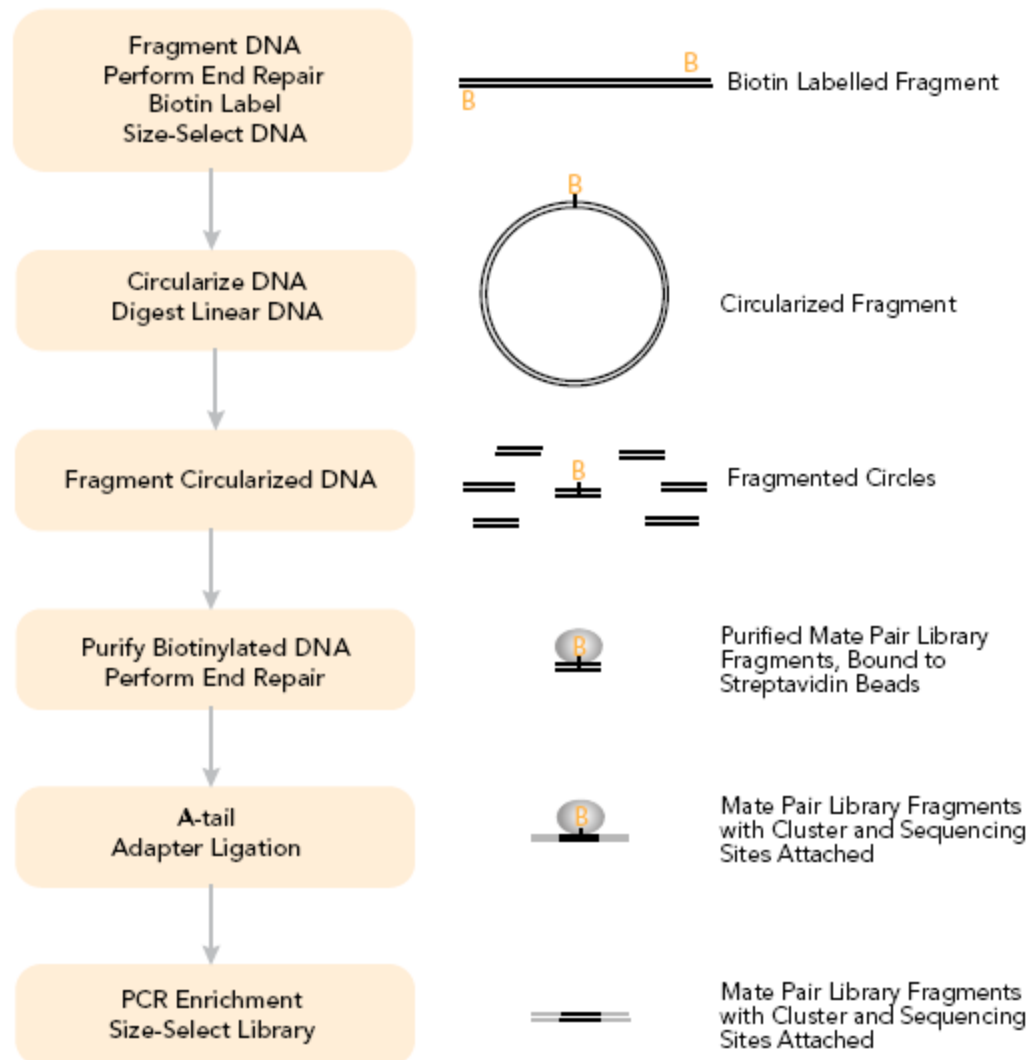 Fragment DNA
Perform End Repair
Biotin Label
Size-Select DNA
B
B
Biotin Labelled Fragment
B
Circularize DNA
Digest Linear DNA
Circularized Fragment
Fragment Circularized DNA
B
Fragmented Circles
Purify Biotinylated DNA
Perform End Repair
B
Purified Mate Pair Library
Fragments, Bound to
Streptavidin Beads
A-tail
Adapter Ligation
B
Mate Pair Library Fragments
with Cluster and Sequencing
Sites Attached
PCR Enrichment
Size-Select Library
Mate Pair Library Fragments
with Cluster and Sequencing
Sites Attached